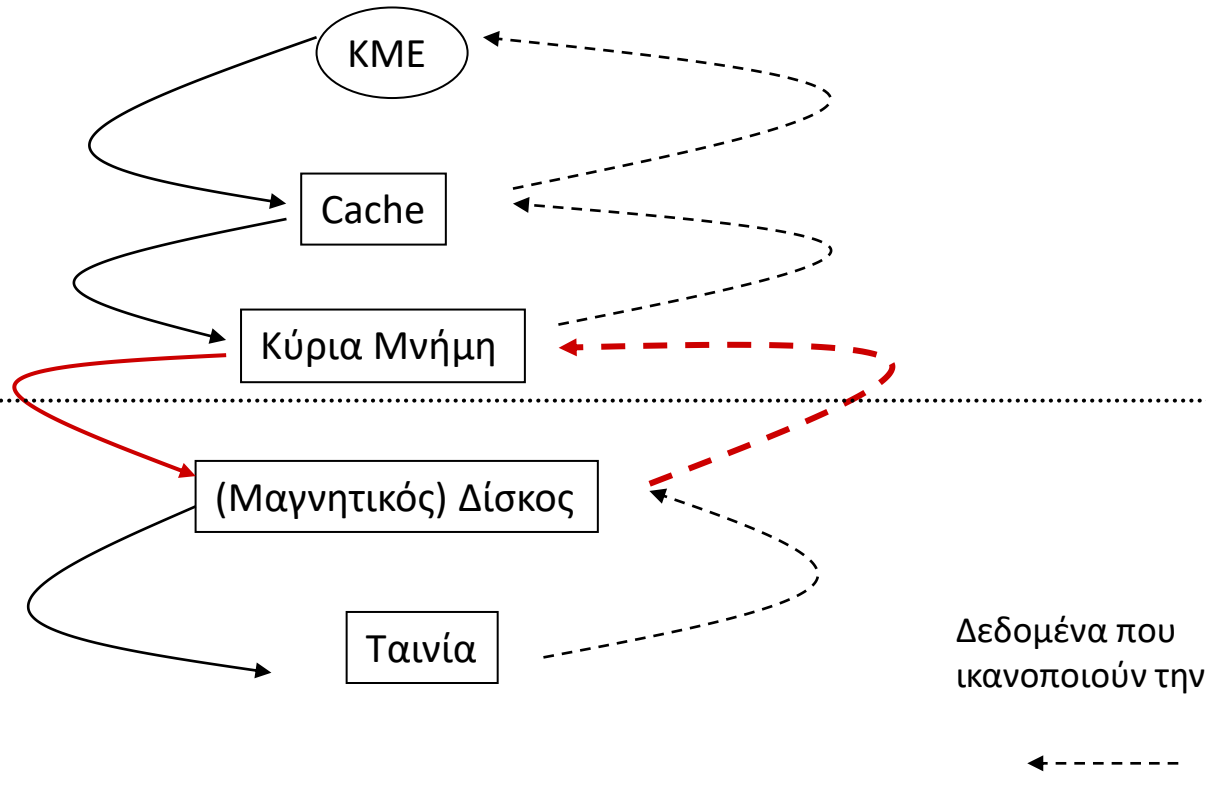 ΚΜΕ
Cache
Κύρια Μνήμη
(Μαγνητικός) Δίσκος
Ταινία
Δεδομένα που
ικανοποιούν την